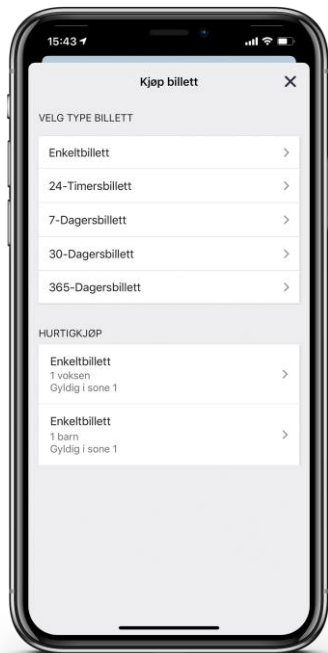 15:43
Kjøp billett
VELG TYPE BILLETT
Enkeltbillett
24-Timersbillett
7-Dagersbillett
30-Dagersbillett
365-Dagersbillett
HURTIGKJØP
Enkeltbillett
1 voksen
Gyldig i sone 1
Enkeltbillett
1 barn
Gyldig i sone 1